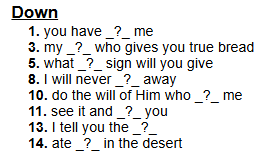 Down
1. you have _?_ me
3. my _?_ who gives you true bread
5. what _?_ sign will you give
8. I will never _?_ away
10. do the will of Him who _?_ me
11. see it and _?_ you
13. I tell you the _?_
14. ate _?_ in the desert